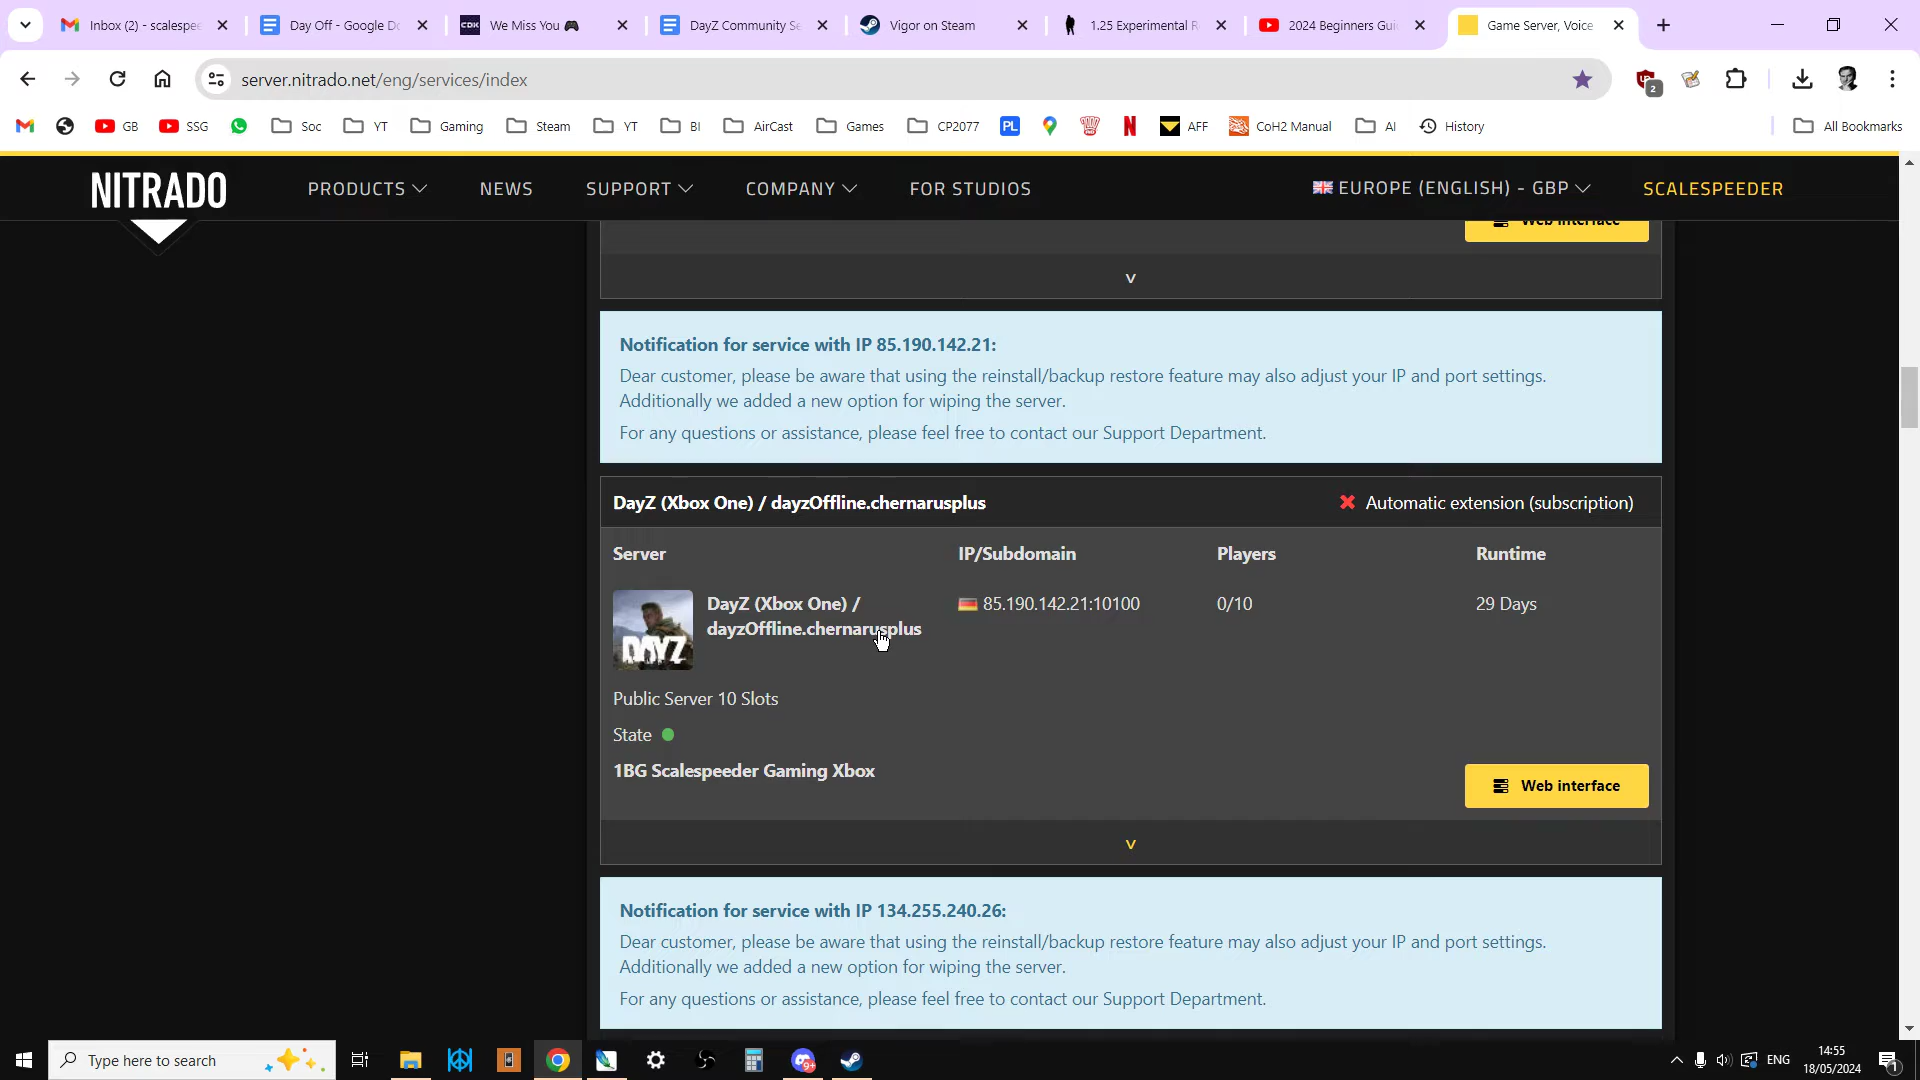 Inbox (2) - scalespee
Day Off - Google Do
CDK
We Miss You 🎮
DayZ Community Se
Vigor on Steam
1.25 Experimental R
2024 Beginners Gui
Game Server, Voice
server.nitrado.net/eng/services/index
2
GB
SSG
Soc
YT
Gaming
Steam
YT
BI
AirCast
Games
CP2077
PL
N
AFF
CoH2 Manual
AI
History
All Bookmarks
NITRADO
PRODUCTS
NEWS
SUPPORT
COMPANY
FOR STUDIOS
EUROPE (ENGLISH) - GBP
SCALESPEEDER
Web interface
v
Notification for service with IP 85.190.142.21:
Dear customer, please be aware that using the reinstall/backup restore feature may also adjust your IP and port settings.
Additionally we added a new option for wiping the server.
For any questions or assistance, please feel free to contact our Support Department.
DayZ (Xbox One) / dayzOffline.chernarusplus
Automatic extension (subscription)
Server
IP/Subdomain
Players
Runtime
DAYZ
DayZ (Xbox One) /
dayzOffline.chernarusplus
85.190.142.21:10100
0/10
29 Days
Public Server 10 Slots
State
1BG Scalespeeder Gaming Xbox
Web interface
v
Notification for service with IP 134.255.240.26:
Dear customer, please be aware that using the reinstall/backup restore feature may also adjust your IP and port settings.
Additionally we added a new option for wiping the server.
For any questions or assistance, please feel free to contact our Support Department.
Type here to search
9+
ENG
14:55
18/05/2024
1